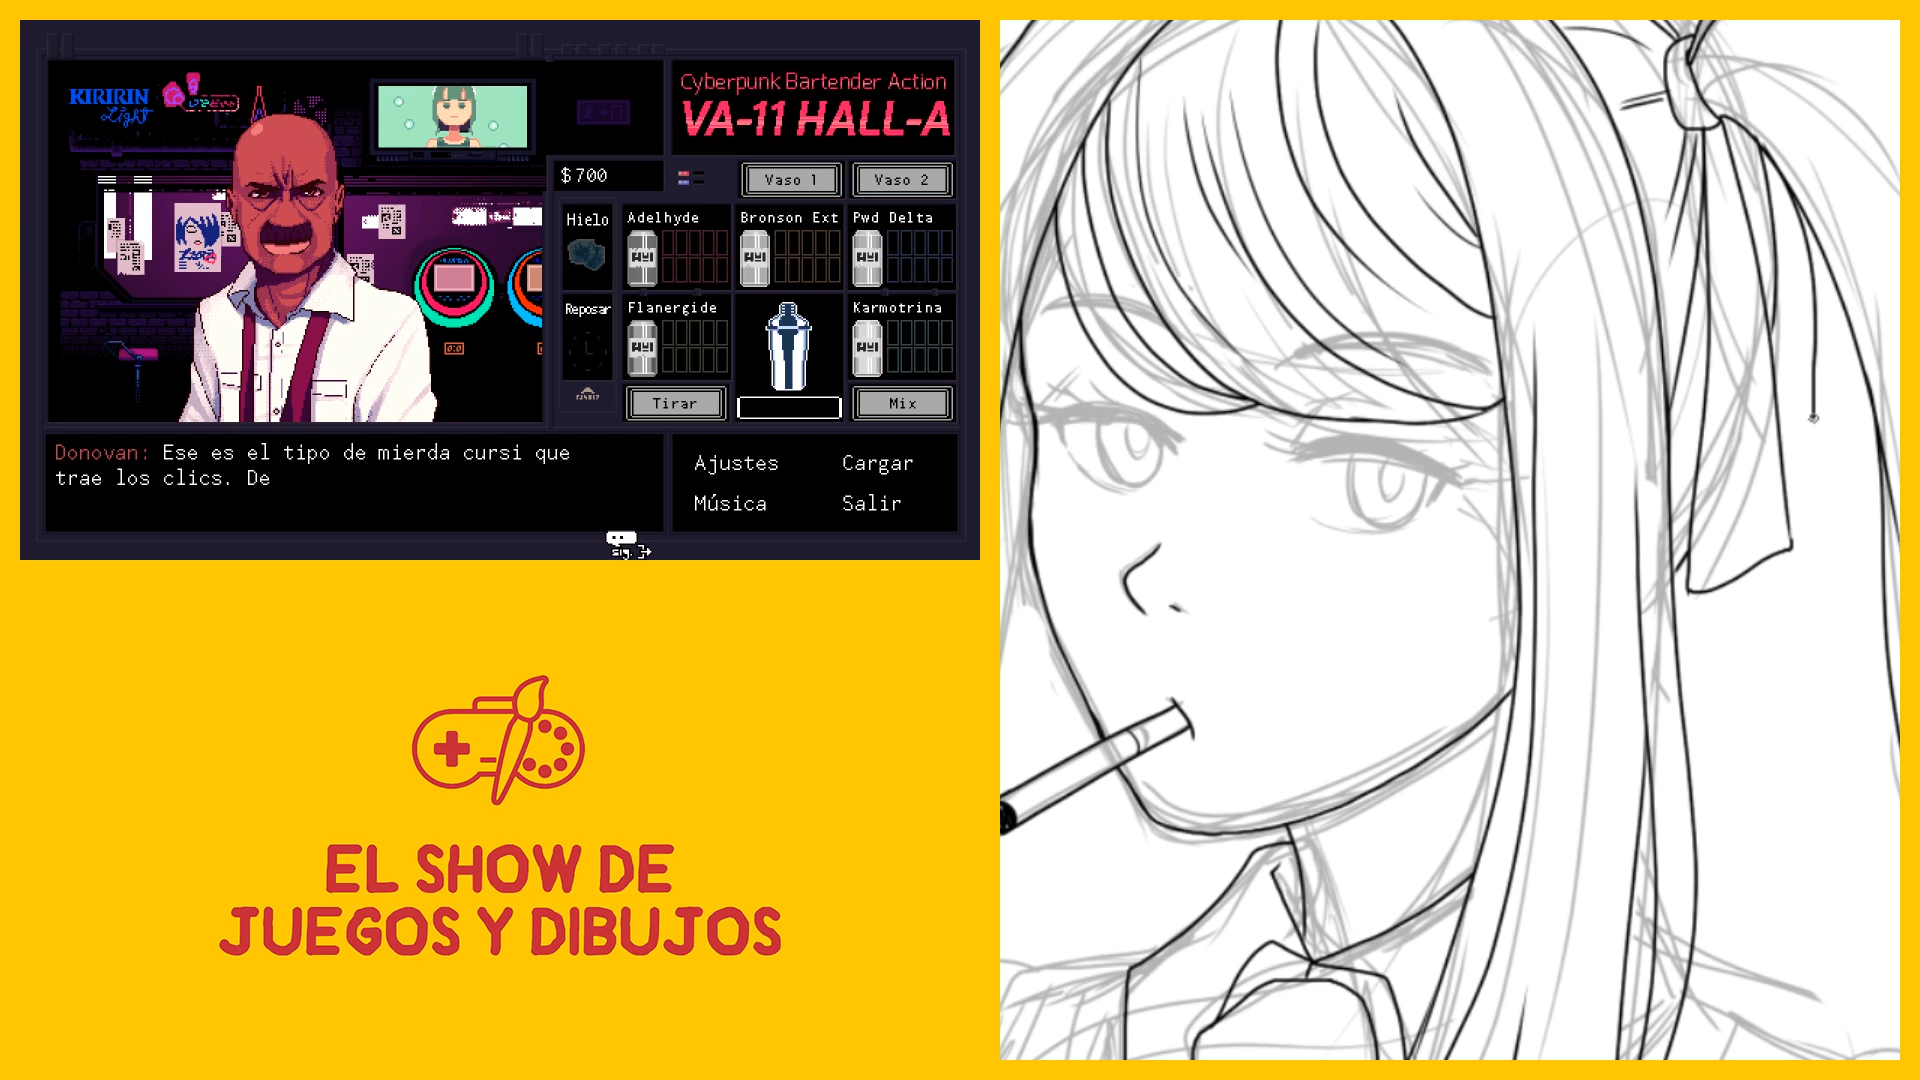 KIRIRIN
Light
Cyberpunk Bartender Action
VA-11 HALL-A
$700
Vaso 1
Vaso 2
Hielo
Adelhyde
Bronson Ext
Pwd Delta
Reposar
Flanergide
Karmotrina
Tirar
Mix
Donovan: Ese es el tipo de mierda cursi que
trae los clics. De
Ajustes
Cargar
Música
Salir
sig.
EL SHOW DE
JUEGOS Y DIBUJOS